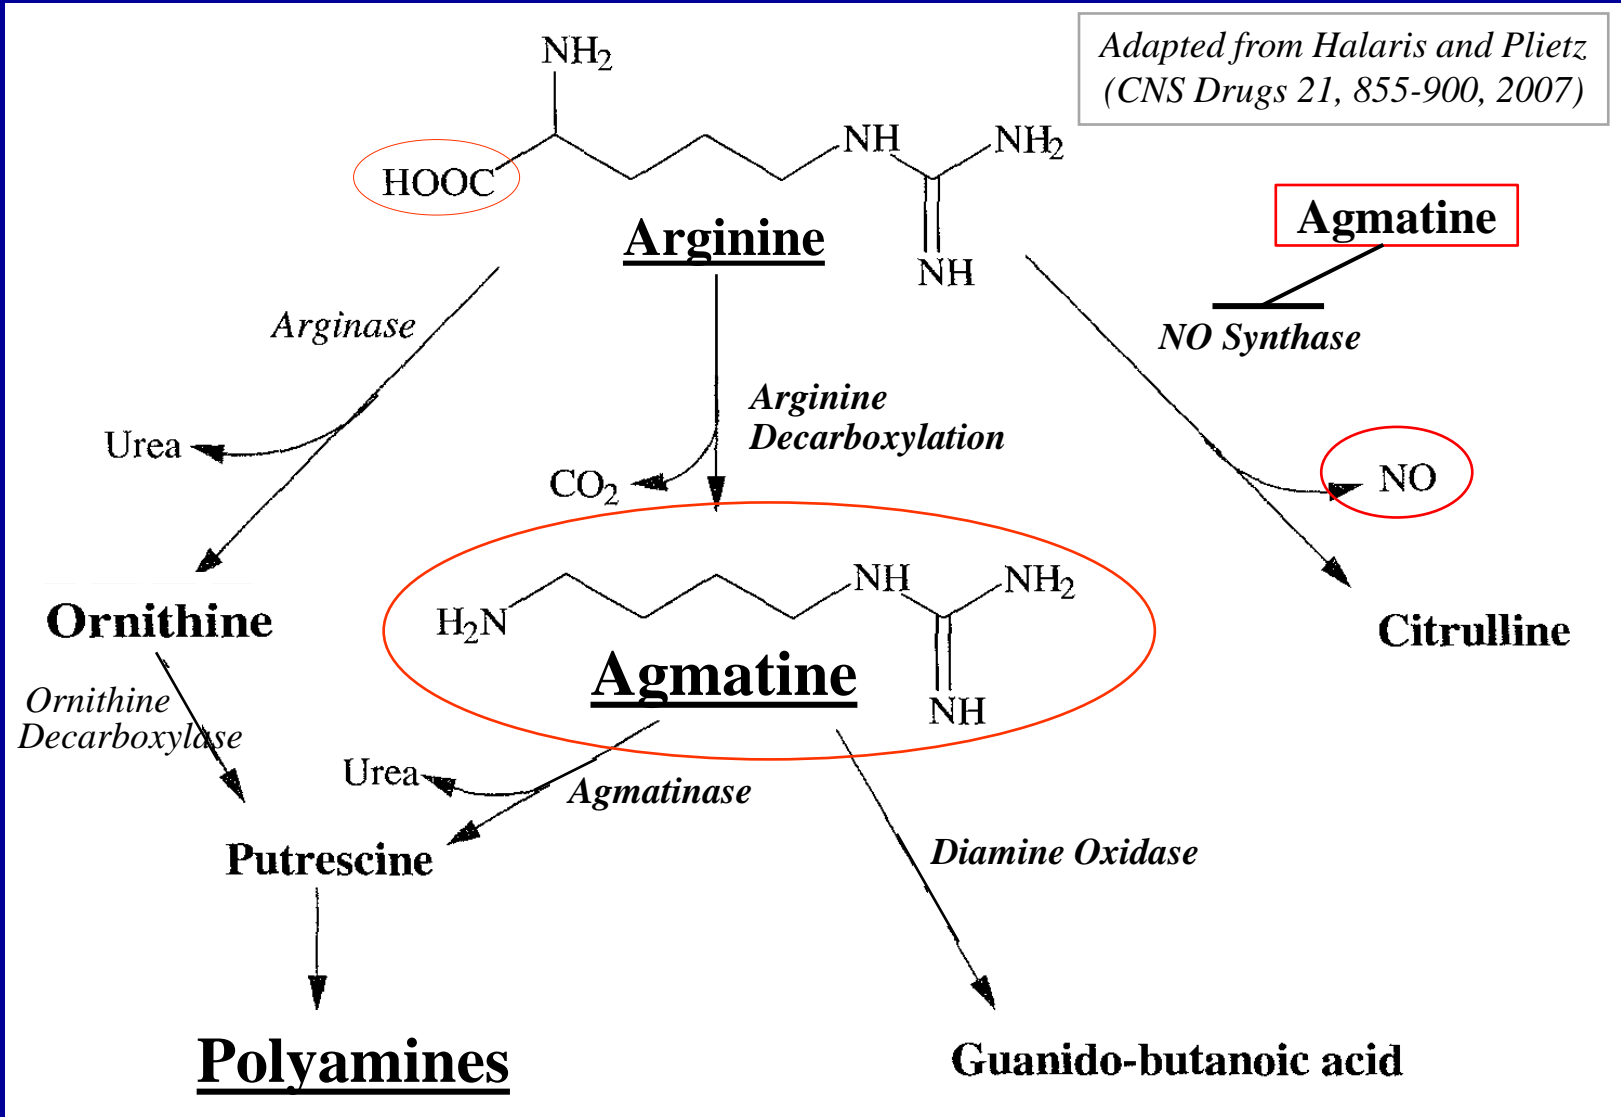 Adapted from Halaris and Plietz
(CNS Drugs 21, 855-900, 2007)
NH2
HOOC
NH
NH2
NH
Arginine
Agmatine
NO Synthase
Arginase
Arginine
Decarboxylation
Urea
CO2
NO
Ornithine
H2N
NH
NH2
NH
Agmatine
Citrulline
Ornithine
Decarboxylase
Urea
Agmatinase
Putrescine
Diamine Oxidase
Polyamines
Guanido-butanoic acid